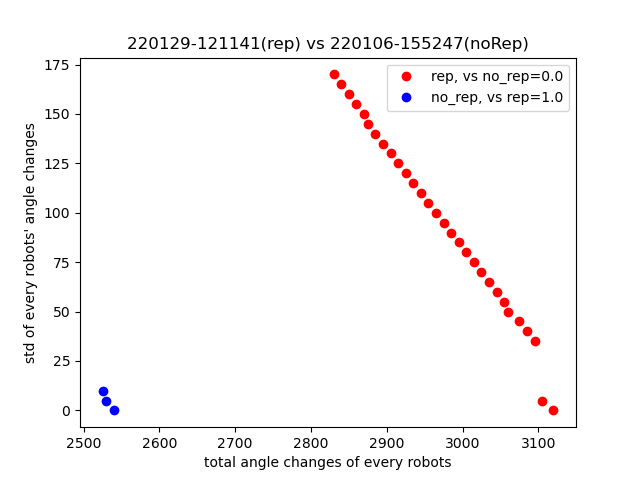 220129-121141(rep) vs 220106-155247(noRep)
rep, vs no_rep=0.0
no_rep, vs rep=1.0
std of every robots' angle changes
175
150
125
100
75
50
25
0
2500 2600 2700 2800 2900 3000 3100
total angle changes of every robots